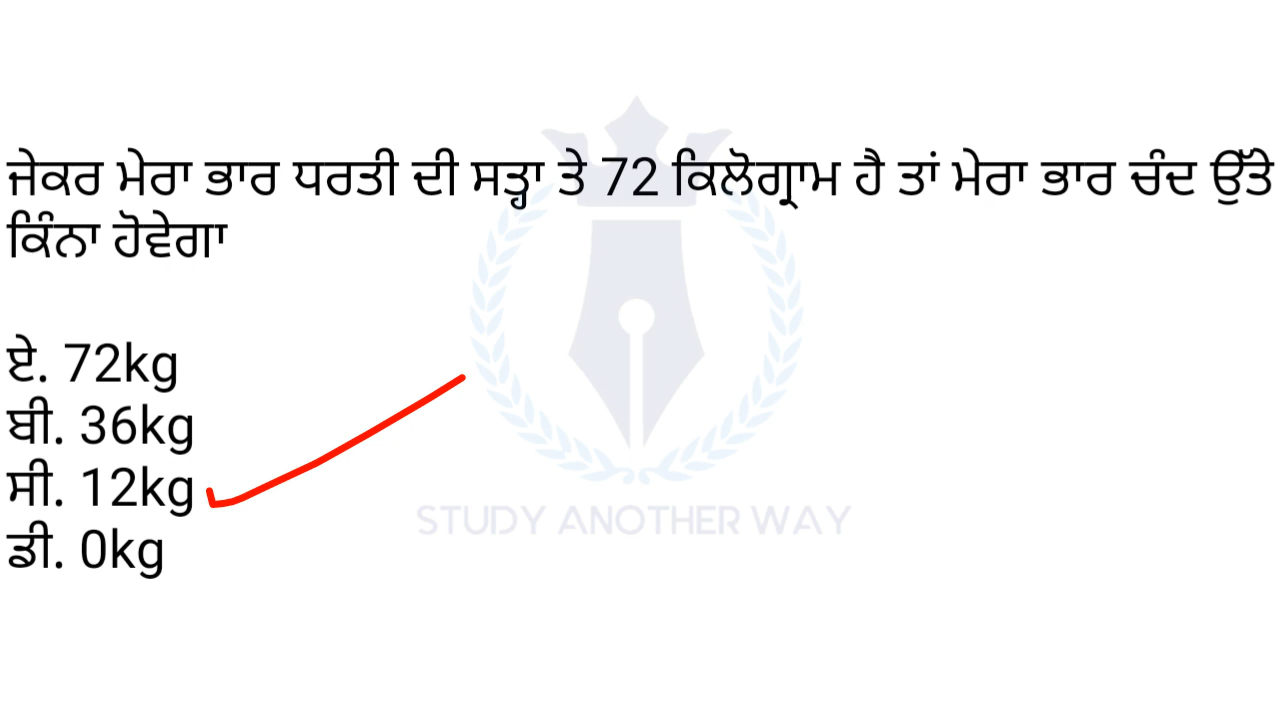 ਜੇਕਰ ਮੇਰਾ ਭਾਰ ਧਰਤੀ ਦੀ ਸਤ੍ਹਾ ਤੇ 72 ਕਿਲੋਗ੍ਰਾਮ ਹੈ ਤਾਂ ਮੇਰਾ ਭਾਰ ਚੰਦ ਉੱਤੇ
ਕਿੰਨਾ ਹੋਵੇਗਾ
ਏ. 72kg
ਬੀ. 36kg
ਸੀ. 12kg
ਡੀ. 0kg
STUDY ANOTHER WAY